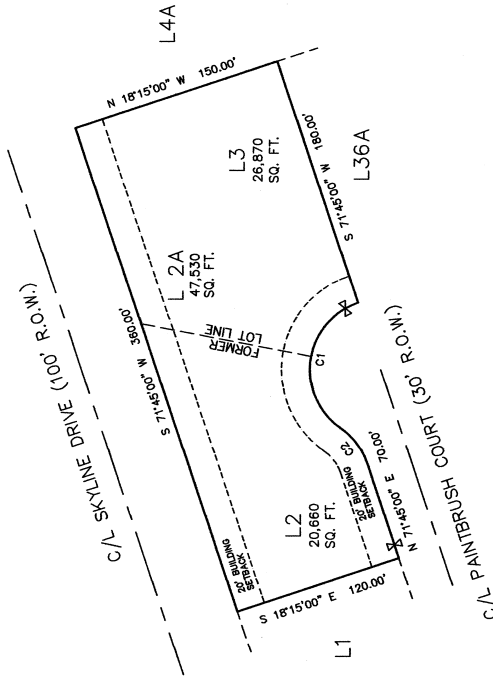 C/L SKYLINE DRIVE (100' R.O.W.)
L4A
N 18°15'00" W 150.00'
S 71°45'00" W 360.00'
L 2A
47,530
SQ. FT.
L3
26,870
SQ. FT.
S 71°45'00" W 180.00'
L36A
FORMER
LOT LINE
C1
C2
20' BUILDING
SETBACK
L2
20,660
SQ. FT.
20' BUILDING
SETBACK
N 71°45'00" E 70.00'
S 18°15'00" E 120.00'
L1
C/L PAINTBRUSH COURT (30' R.O.W.)